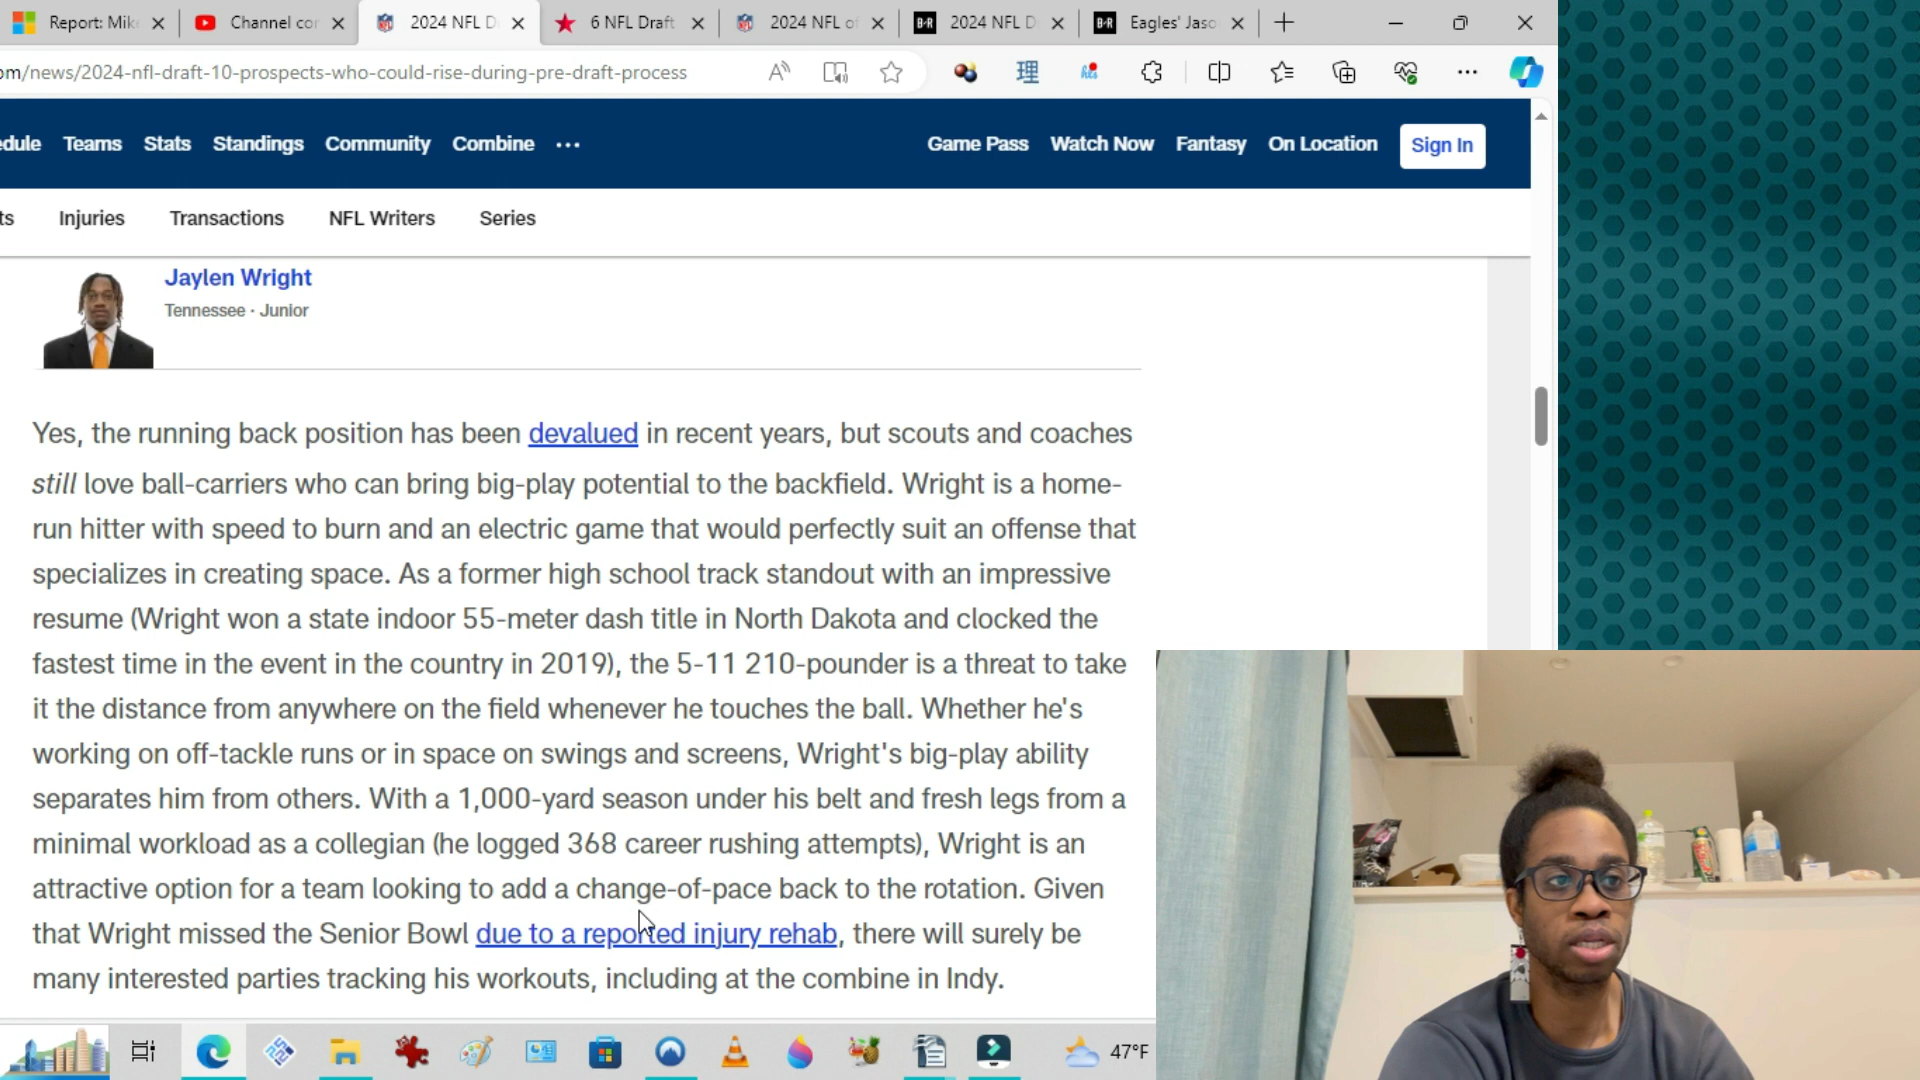 Report: Mik
Channel cor
2024 NFL D
6 NFL Draft
2024 NFL o
2024 NFL D
Eagles' Jaso
om/news/2024-nfl-draft-10-prospects-who-could-rise-during-pre-draft-process
edule Teams Stats Standings Community Combine ...
Game Pass Watch Now Fantasy On Location Sign In
ts Injuries Transactions NFL Writers Series
Jaylen Wright
Tennessee · Junior
Yes, the running back position has been devalued in recent years, but scouts and coaches
still love ball-carriers who can bring big-play potential to the backfield. Wright is a home-
run hitter with speed to burn and an electric game that would perfectly suit an offense that
specializes in creating space. As a former high school track standout with an impressive
resume (Wright won a state indoor 55-meter dash title in North Dakota and clocked the
fastest time in the event in the country in 2019), the 5-11 210-pounder is a threat to take
it the distance from anywhere on the field whenever he touches the ball. Whether he's
working on off-tackle runs or in space on swings and screens, Wright's big-play ability
separates him from others. With a 1,000-yard season under his belt and fresh legs from a
minimal workload as a collegian (he logged 368 career rushing attempts), Wright is an
attractive option for a team looking to add a change-of-pace back to the rotation. Given
that Wright missed the Senior Bowl due to a reported injury rehab, there will surely be
many interested parties tracking his workouts, including at the combine in Indy.
47°F